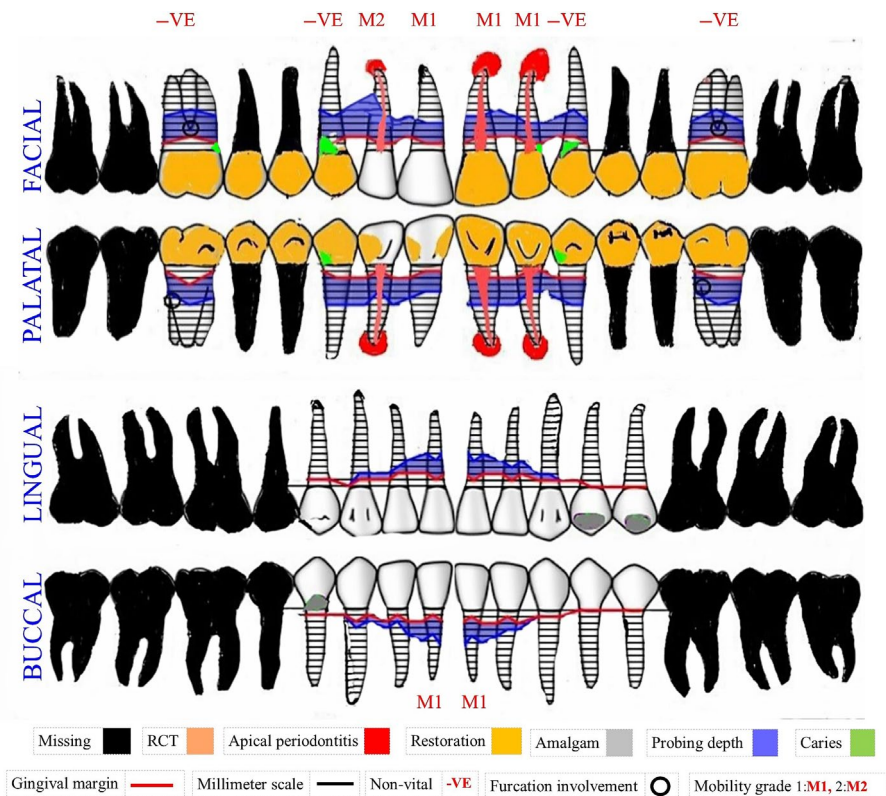 –VE –VE M2 M1 M1 M1 –VE –VE
FACIAL
PALATAL
LINGUAL
BUCCAL
M1 M1
Missing RCT Apical periodontitis Restoration Amalgam Probing depth Caries
Gingival margin Millimeter scale Non-vital -VE Furcation involvement Mobility grade 1:M1, 2:M2